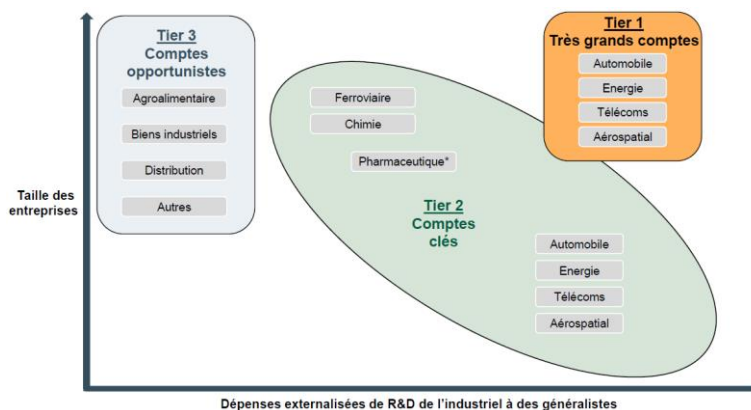 Tier 3
Comptes
opportunistes
Agroalimentaire
Biens industriels
Distribution
Autres
Tier 1
Très grands comptes
Automobile
Energie
Télécoms
Aérospatial
Ferroviaire
Chimie
Pharmaceutique*
Tier 2
Comptes
clés
Automobile
Energie
Télécoms
Aérospatial
Taille des
entreprises
Dépenses externalisées de R&D de l'industriel à des généralistes